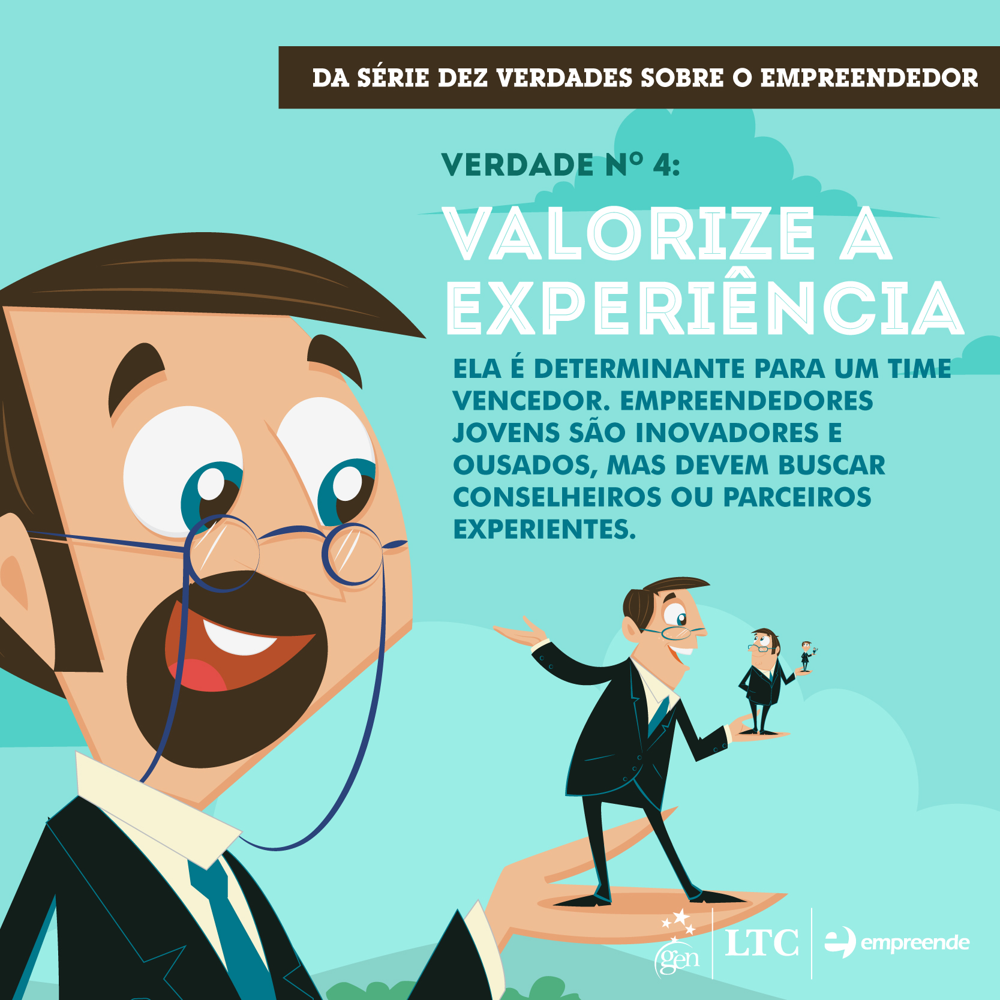 DA SÉRIE DEZ VERDADES SOBRE O EMPREENDEDOR
VERDADE Nº 4:
VALORIZE A
EXPERIÊNCIA
ELA É DETERMINANTE PARA UM TIME
VENCEDOR. EMPREENDEDORES
JOVENS SÃO INOVADORES E
OUSADOS, MAS DEVEM BUSCAR
CONSELHEIROS OU PARCEIROS
EXPERIENTES.
gen LTC e empreende